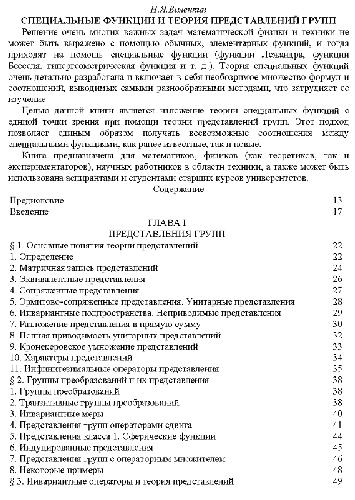 Н.Я.Виленкин
СПЕЦИАЛЬНЫЕ ФУНКЦИИ И ТЕОРИЯ ПРЕДСТАВЛЕНИЙ ГРУПП
Решение очень многих важных задач математической физики и техники не
может быть выражено с помощью обычных, элементарных функций, и тогда
приходят на помощь специальные функции (функции Лежандра, функции
Бесселя, гипергеометрическая функция и т. д.). Теория специальных функций
очень детально разработана и включает в себя необозримое множество формул и
соотношений, выводимых самыми разнообразными методами, что затрудняет ее
изучение.
Целью данной книги является изложение теории специальных функций с
единой точки зрения при помощи теории представлений групп. Этот подход
позволяет единым образом получать всевозможные соотношения между
специальными функциями, как ранее известные, так и новые.
Книга предназначена для математиков, физиков (как теоретиков, так и
экспериментаторов), научных работников в области техники, а также может быть
использована аспирантами и студентами старших курсов университетов.
Содержание
Предисловие 13
Введение 17
ГЛАВА I
ПРЕДСТАВЛЕНИЯ ГРУПП
§ 1. Основные понятия теории представлений 22
1. Определение 22
2. Матричная запись представлений 24
3. Эквивалентные представления 26
4. Сопряженные представления 27
5. Эрмитово-сопряженные представления. Унитарные представления 28
6. Инвариантные подпространства. Неприводимые представления 29
7. Разложение представления в прямую сумму 30
8. Полная приводимость унитарных представлений 32
9. Кронекеровское умножение представлений 33
10. Характеры представлений 34
11. Инфинитезимальные операторы представления 35
§ 2. Группы преобразований и их представления 38
1. Группы преобразований 38
2. Транзитивные группы преобразований 38
3. Инвариантные меры 40
4. Представления групп операторами сдвига 41
5. Представления класса 1. Сферические функции 44
6. Индуцированные представления 45
7. Представления групп с операторным множителем 46
8. Некоторые примеры 48
§ 3. Инвариантные операторы и теория представлений 49